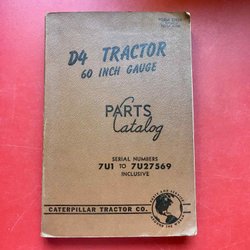 D4 TRACTOR
60 INCH GAUGE
PARTS
Catalog
SERIAL NUMBERS
7U1 TO 7U27569
INCLUSIVE
CATERPILLAR TRACTOR CO.